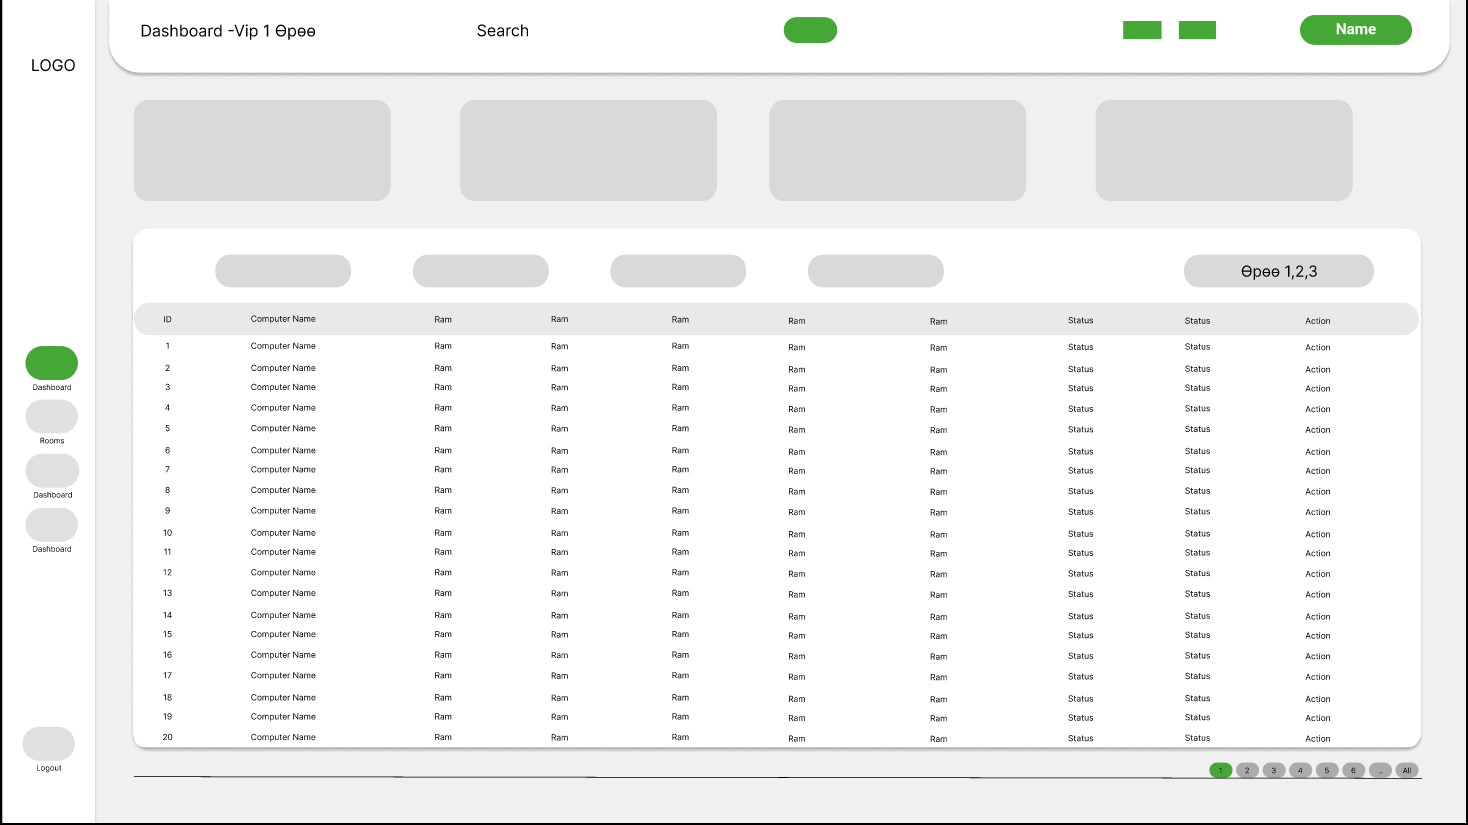 Dashboard -Vip 1 Өрөө Search Name
LOGO
Өрөө 1,2,3
ID Computer Name Ram Ram Ram Ram Ram Status Status Action
1 Computer Name Ram Ram Ram Ram Ram Status Status Action
2 Computer Name Ram Ram Ram Ram Ram Status Status Action
3 Computer Name Ram Ram Ram Ram Ram Status Status Action
4 Computer Name Ram Ram Ram Ram Ram Status Status Action
5 Computer Name Ram Ram Ram Ram Ram Status Status Action
6 Computer Name Ram Ram Ram Ram Ram Status Status Action
7 Computer Name Ram Ram Ram Ram Ram Status Status Action
8 Computer Name Ram Ram Ram Ram Ram Status Status Action
9 Computer Name Ram Ram Ram Ram Ram Status Status Action
10 Computer Name Ram Ram Ram Ram Ram Status Status Action
11 Computer Name Ram Ram Ram Ram Ram Status Status Action
12 Computer Name Ram Ram Ram Ram Ram Status Status Action
13 Computer Name Ram Ram Ram Ram Ram Status Status Action
14 Computer Name Ram Ram Ram Ram Ram Status Status Action
15 Computer Name Ram Ram Ram Ram Ram Status Status Action
16 Computer Name Ram Ram Ram Ram Ram Status Status Action
17 Computer Name Ram Ram Ram Ram Ram Status Status Action
18 Computer Name Ram Ram Ram Ram Ram Status Status Action
19 Computer Name Ram Ram Ram Ram Ram Status Status Action
20 Computer Name Ram Ram Ram Ram Ram Status Status Action
Dashboard
Rooms
Dashboard
Dashboard
Logout
1 2 3 4 5 6 ... All